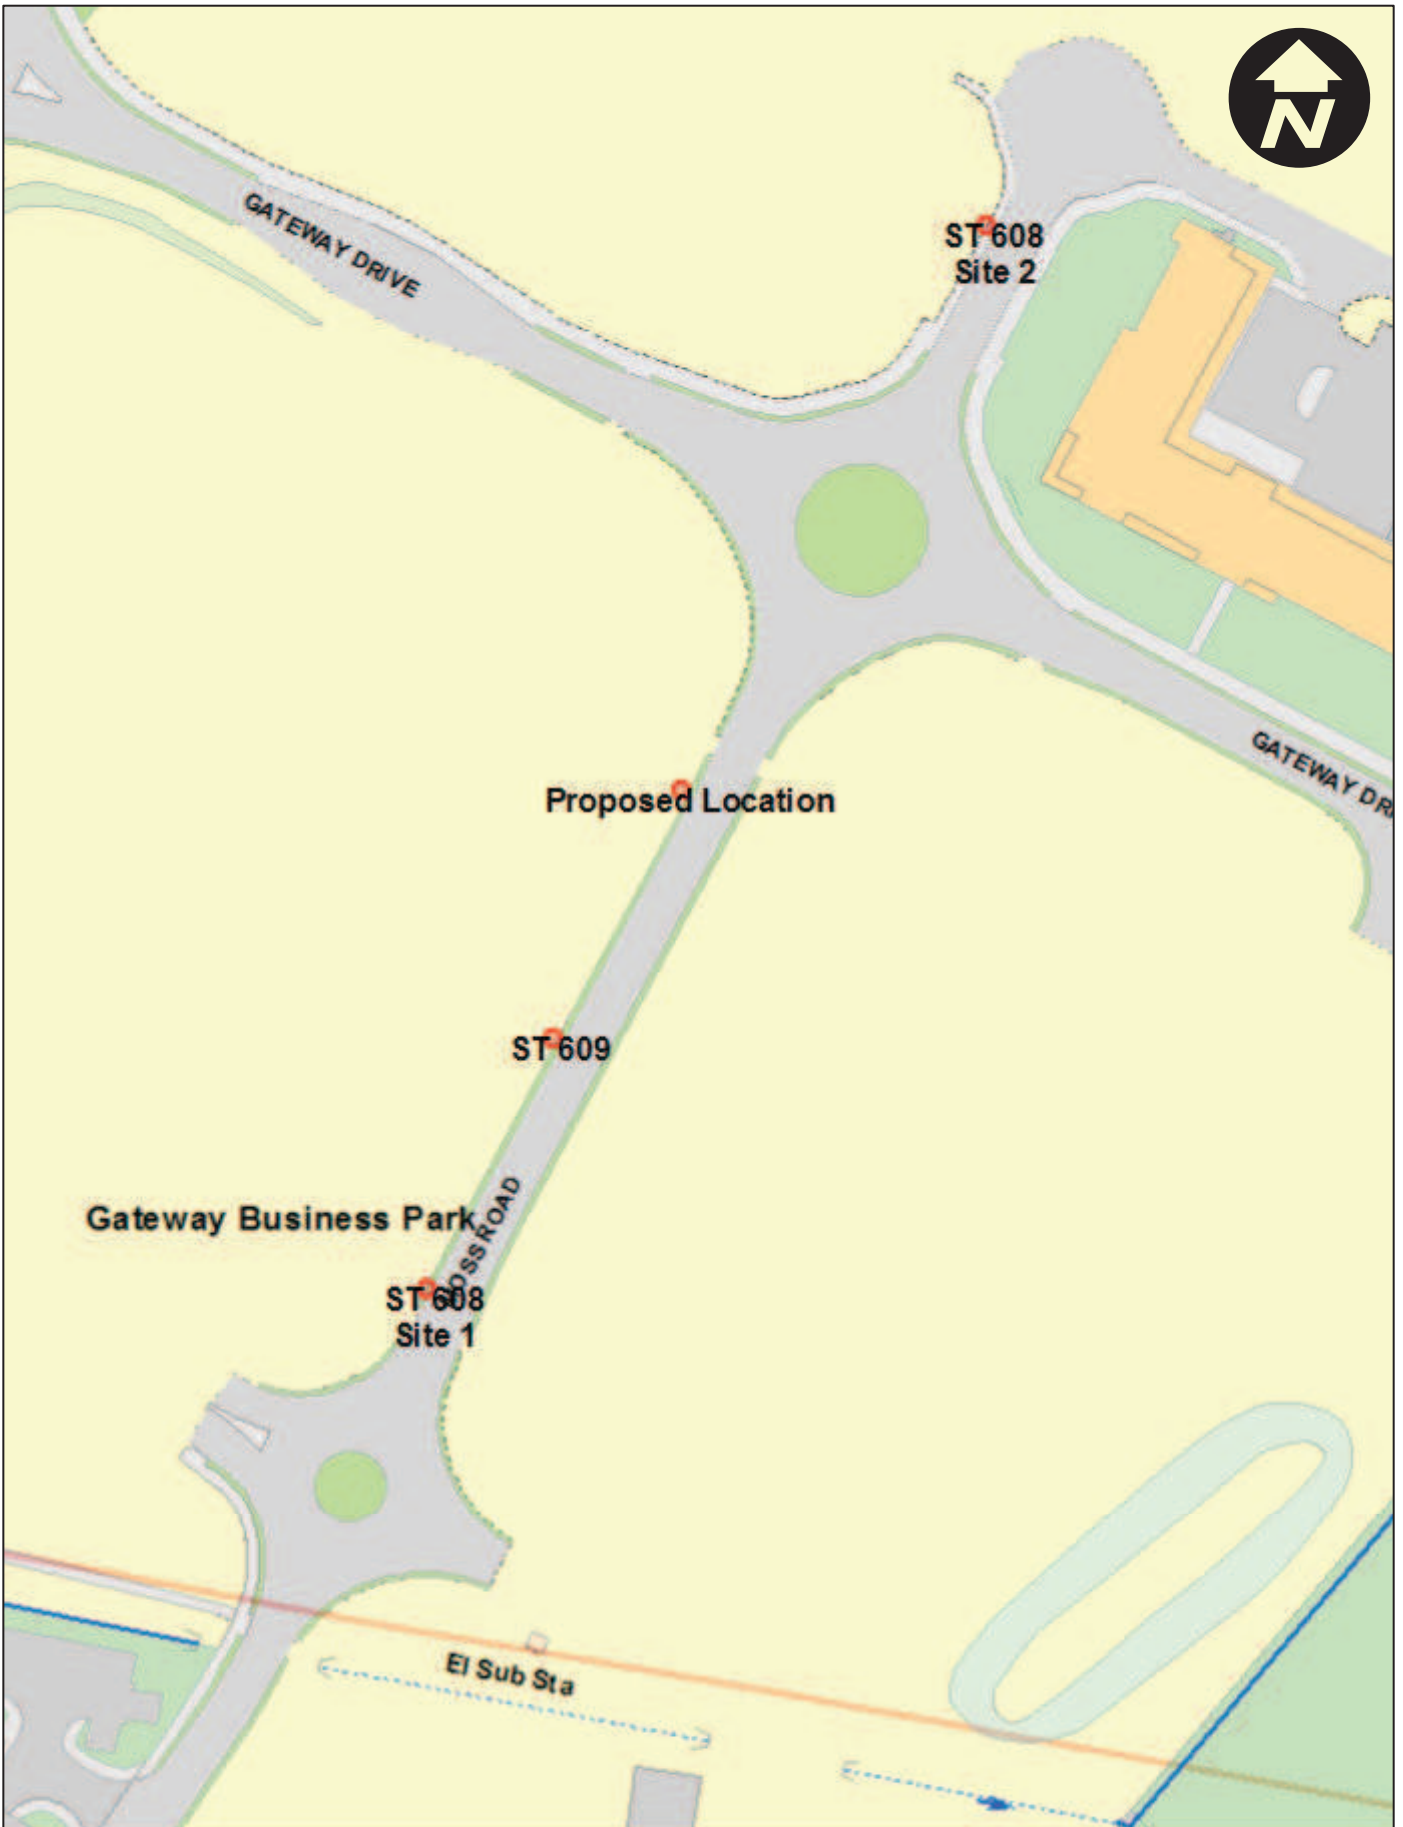 N
GATEWAY DRIVE
ST 608
Site 2
GATEWAY DRI
Proposed Location
ST 609
Gateway Business Park
OSS ROAD
ST 608
Site 1
El Sub Sta